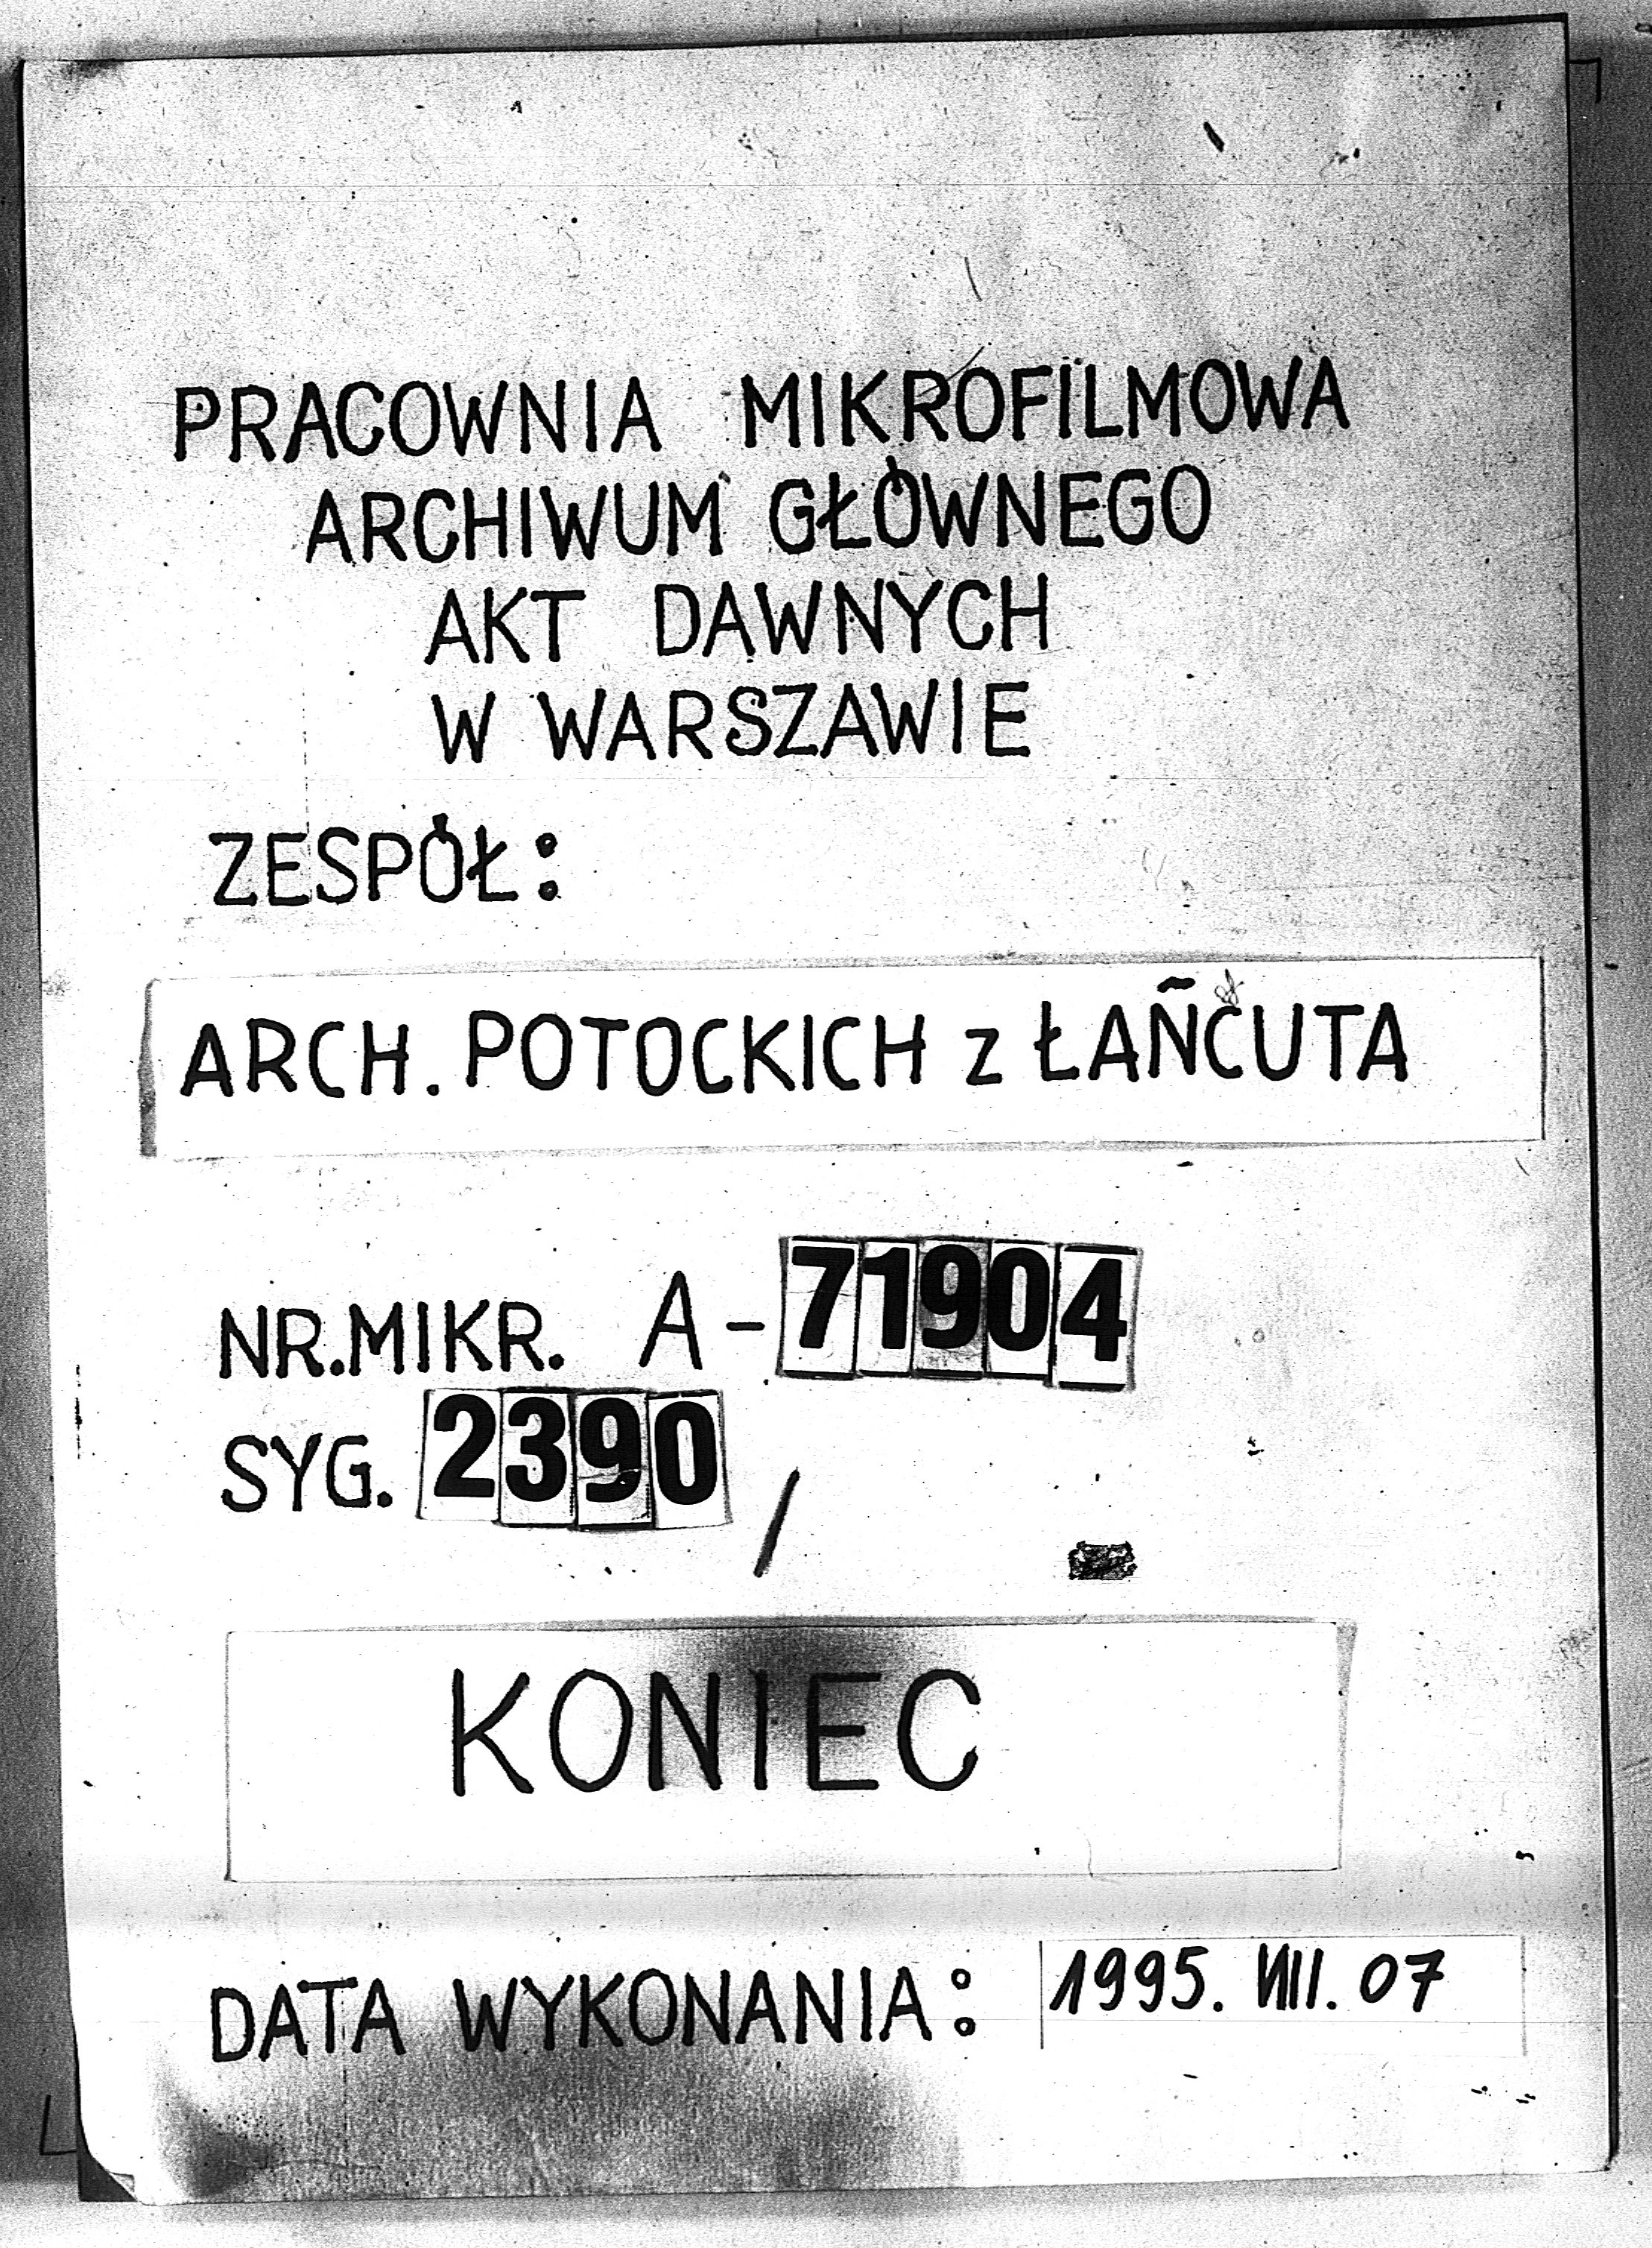 PRACOWNIA MIKROFILMOWA
ARCHIWUM GŁÓWNEGO
AKT DAWNYCH
W WARSZAWIE
ZESPÓŁ:
ARCH. POTOCKICH z ŁAŃCUTA
NR.MIKR. A-71904
SYG. 2390 /
KONIEC
DATA WYKONANIA: 1995. VIII. 07